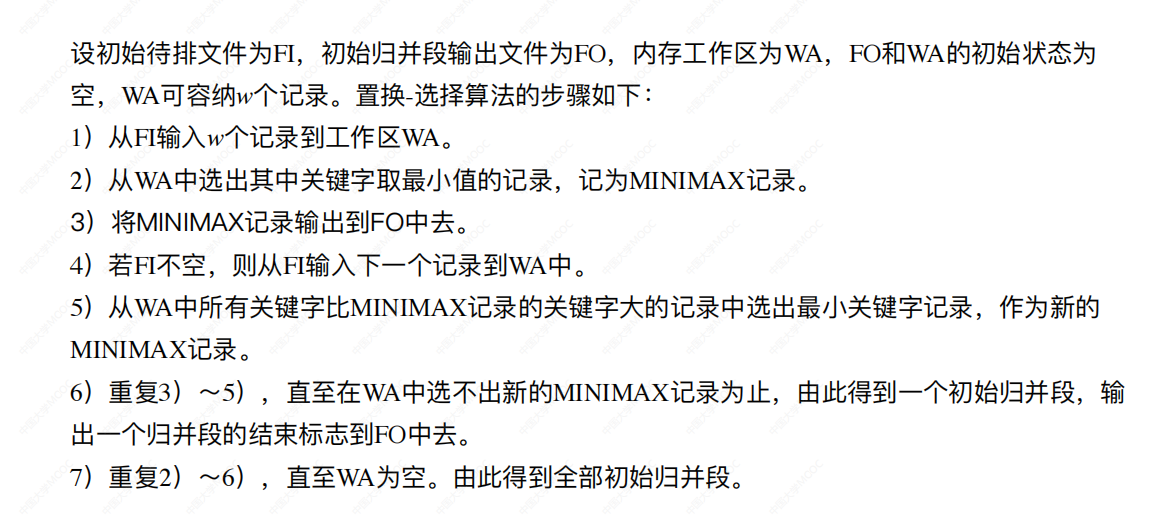 设初始待排文件为FI，初始归并段输出文件为FO，内存工作区为WA，FO和WA的初始状态为
空，WA可容纳w个记录。置换-选择算法的步骤如下：
1）从FI输入w个记录到工作区WA。
2）从WA中选出其中关键字取最小值的记录，记为MINIMAX记录。
3）将MINIMAX记录输出到FO中去。
4）若FI不空，则从FI输入下一个记录到WA中。
5）从WA中所有关键字比MINIMAX记录的关键字大的记录中选出最小关键字记录，作为新的
MINIMAX记录。
6）重复3）～5），直至在WA中选不出新的MINIMAX记录为止，由此得到一个初始归并段，输
出一个归并段的结束标志到FO中去。
7）重复2）～6），直至WA为空。由此得到全部初始归并段。
中国大学MOOC